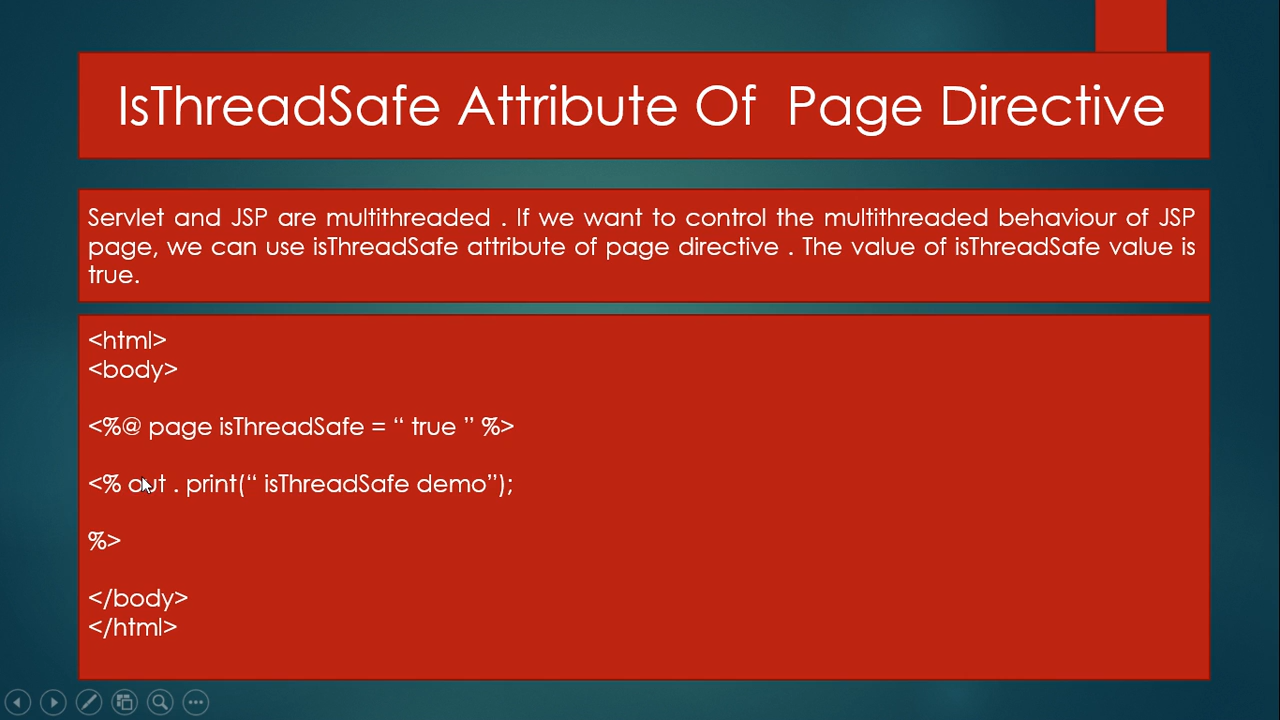 IsThreadSafe Attribute Of  Page Directive
Servlet and JSP are multithreaded . If we want to control the multithreaded behaviour of JSP
page, we can use isThreadSafe attribute of page directive . The value of isThreadSafe value is
true.
<html>
<body>
<%@ page isThreadSafe = “ true ” %>
<% out . print(“ isThreadSafe demo”);
%>
</body>
</html>